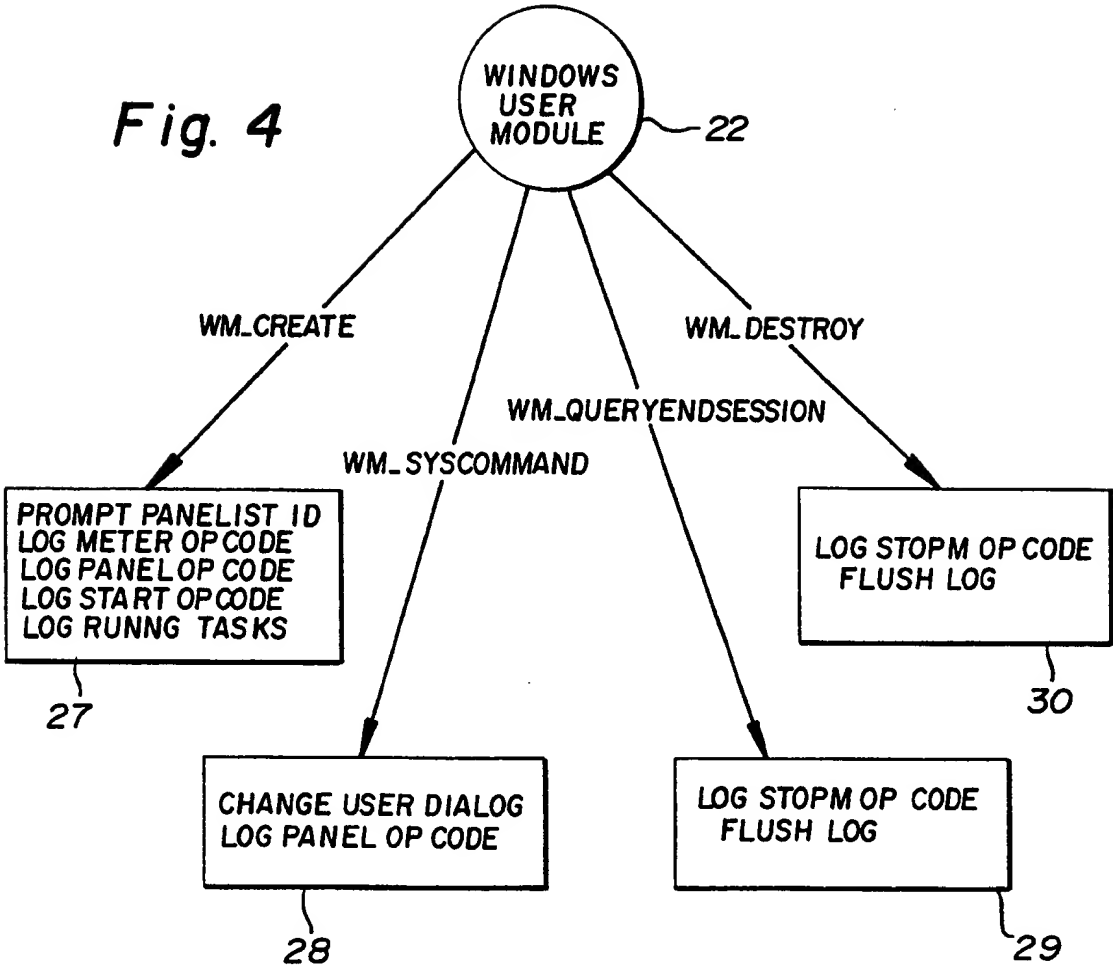 Fig. 4
WINDOWS
USER
MODULE
22
WM_CREATE
WM_DESTROY
WM_QUERYENDSESSION
WM_SYSCOMMAND
PROMPT PANELIST ID
LOG METER OP CODE
LOG PANEL OP CODE
LOG START OP CODE
LOG RUNNG TASKS
27
LOG STOPM OP CODE
FLUSH LOG
30
CHANGE USER DIALOG
LOG PANEL OP CODE
28
LOG STOPM OP CODE
FLUSH LOG
29